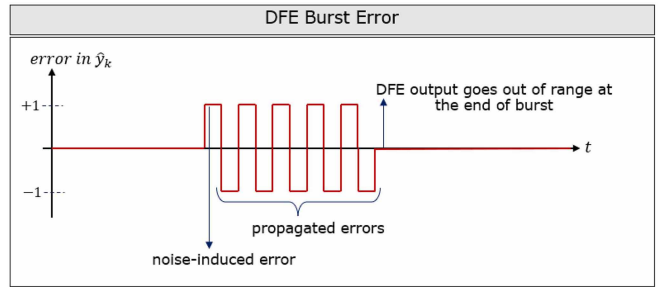 DFE Burst Error
error in ŷₖ
+1
DFE output goes out of range at
the end of burst
t
−1
propagated errors
noise-induced error